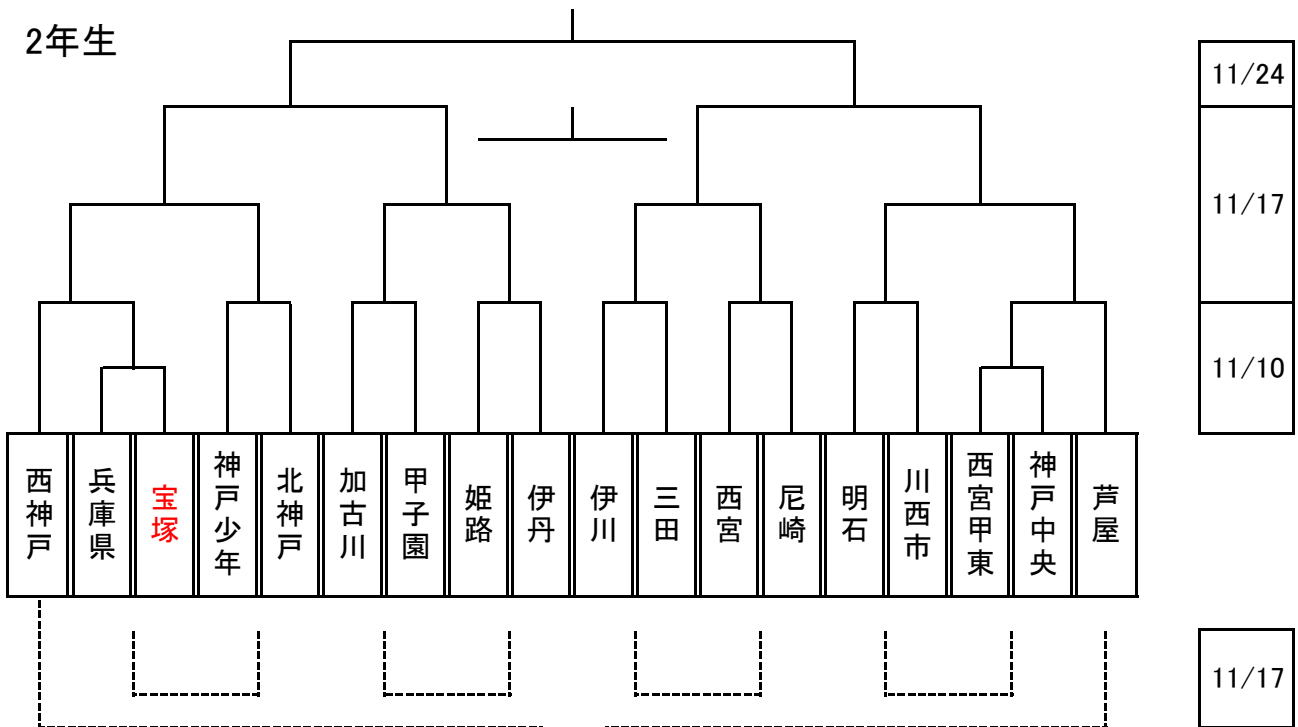 2年生
11/24
11/17
11/10
西神戸
兵庫県
宝塚
神戸少年
北神戸
加古川
甲子園
姫路
伊丹
伊川
三田
西宮
尼崎
明石
川西市
西宮甲東
神戸中央
芦屋
11/17